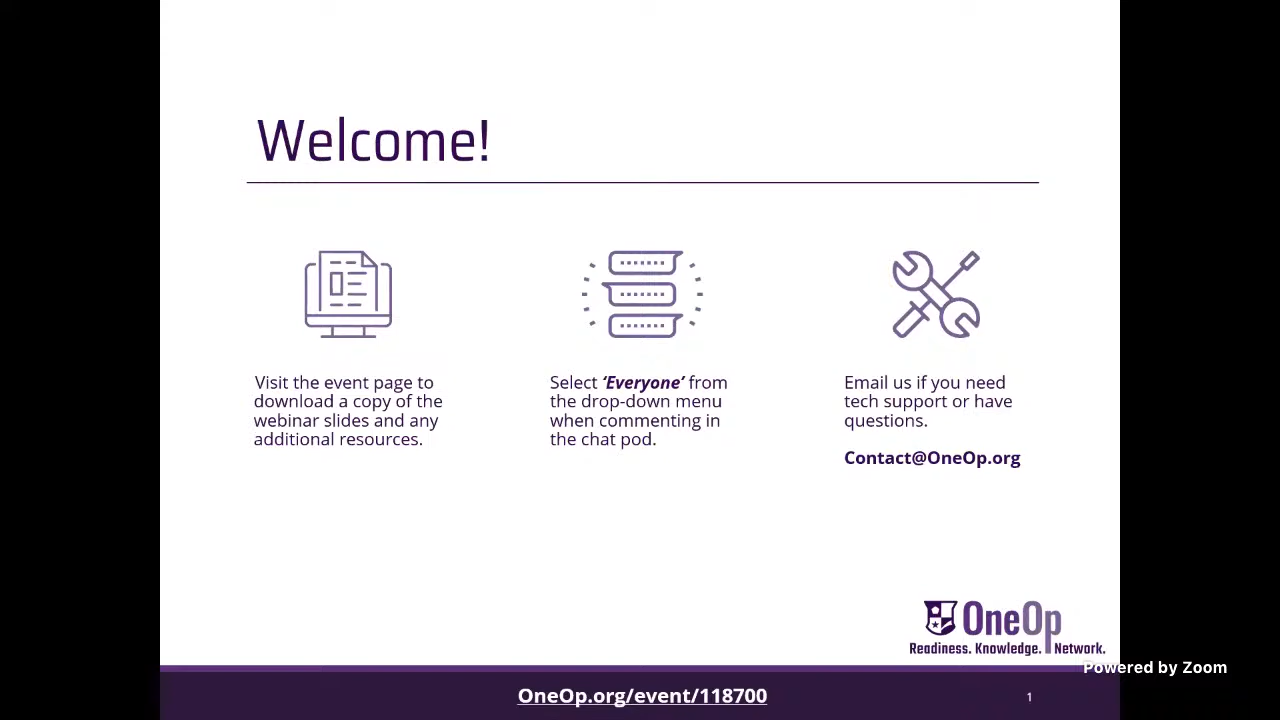 Welcome!
Visit the event page to
download a copy of the
webinar slides and any
additional resources.
Select ‘Everyone’ from
the drop-down menu
when commenting in
the chat pod.
Email us if you need
tech support or have
questions.
Contact@OneOp.org
OneOp
Readiness. Knowledge. Network.
Powered by Zoom
OneOp.org/event/118700
1